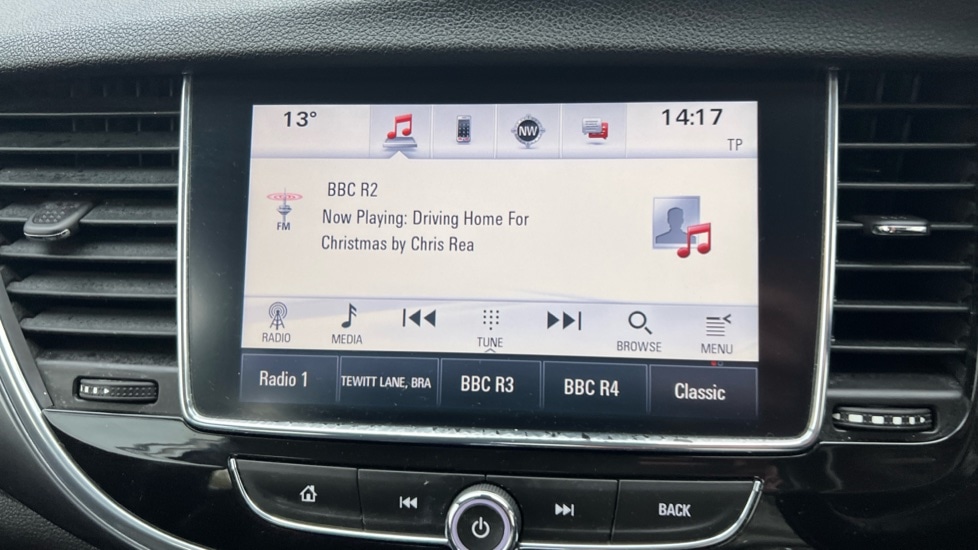 13°
NW
14:17
TP
BBC R2
FM
Now Playing: Driving Home For
Christmas by Chris Rea
RADIO
MEDIA
TUNE
BROWSE
MENU
Radio 1
TEWITT LANE, BRA
BBC R3
BBC R4
Classic
BACK